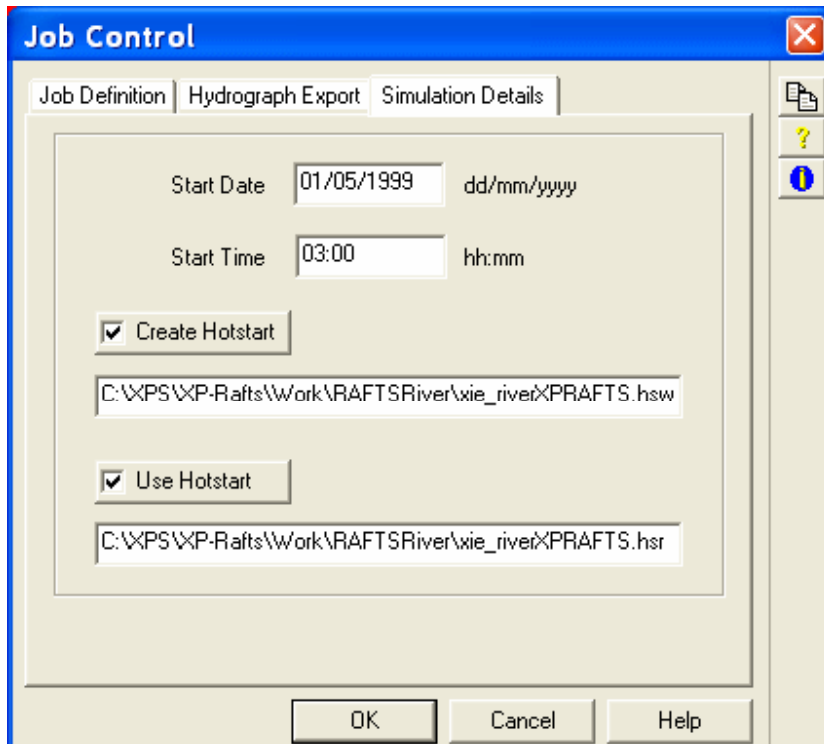 Job Control
Job Definition Hydrograph Export Simulation Details
Start Date 01/05/1999 dd/mm/yyyy
Start Time 03:00 hh:mm
Create Hotstart
C:\XPS\XP-Rafts\Work\RAFTSRiver\xie_riverXPRAFTS.hsw
Use Hotstart
C:\XPS\XP-Rafts\Work\RAFTSRiver\xie_riverXPRAFTS.hsr
OK Cancel Help